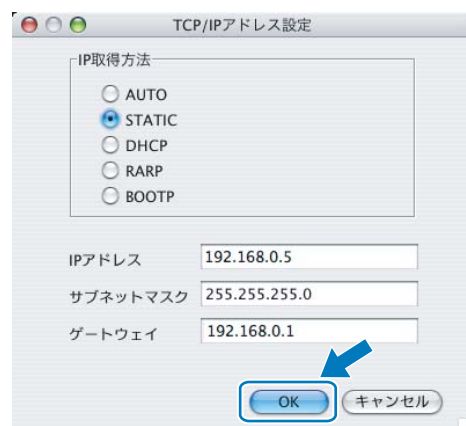 TCP/IPアドレス設定
IP取得方法
AUTO
STATIC
DHCP
RARP
BOOTP
IPアドレス 192.168.0.5
サブネットマスク 255.255.255.0
ゲートウェイ 192.168.0.1
OK キャンセル